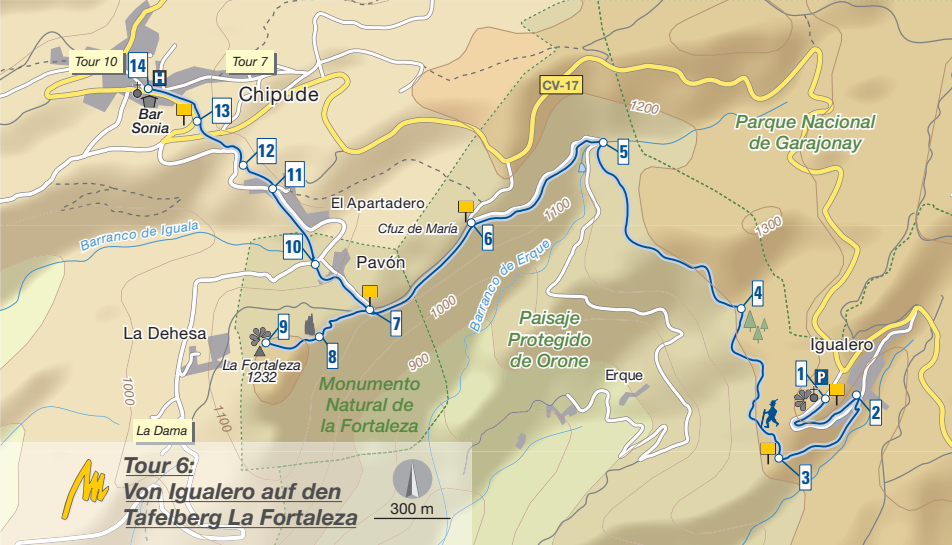 Tour 10
14
H
Tour 7
Chipude
Bar
Sonia
13
12
11
CV-17
1200
Parque Nacional
de Garajonay
5
El Apartadero
Cfuz de María
6
1100
Barranco de Iguala
10
Pavón
Barranco de Erque
1300
1000
7
4
La Dehesa
9
8
La Fortaleza
1232
900
Paisaje
Protegido
de Orone
Igualero
1
P
2
3
Erque
Monumento
Natural de
la Fortaleza
1000
1100
La Dama
Tour 6:
Von Igualero auf den
Tafelberg La Fortaleza
300 m